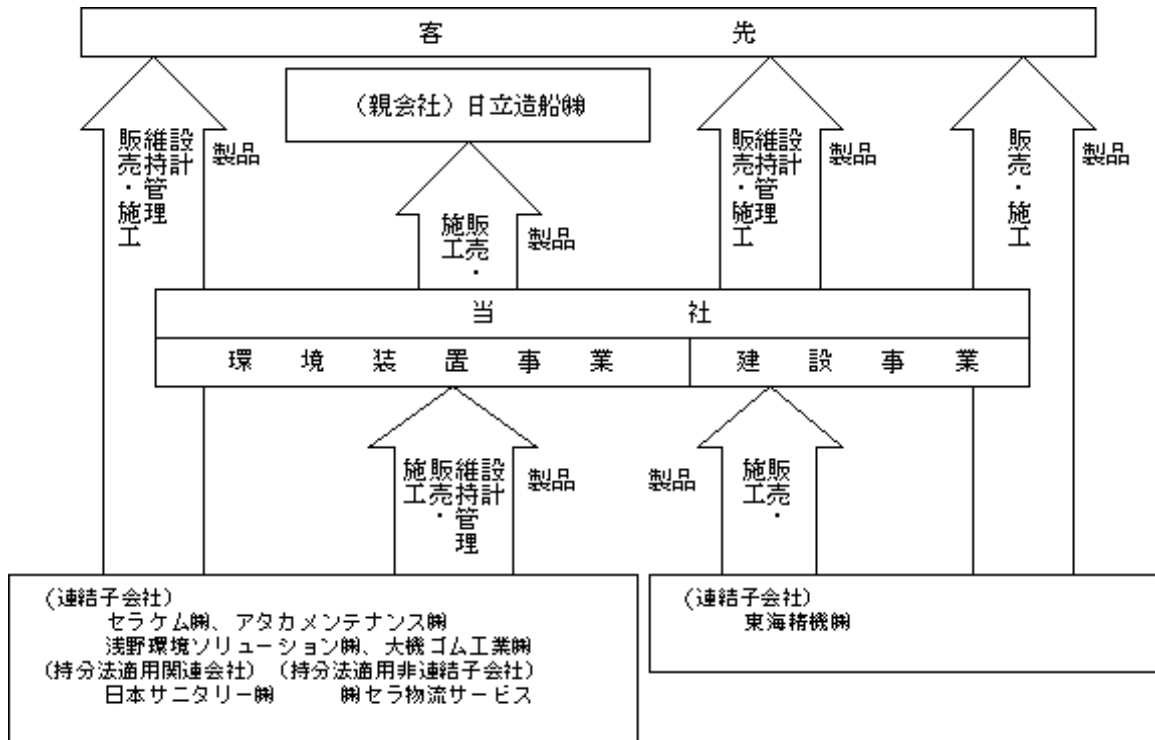 客先
(親会社)日立造船㈱
設計
維持管理
販売・施工
製品
販売・
施工
製品
設計
維持管理
販売・施工
製品
販売・施工
製品
当社
環境装置事業
建設事業
設計
維持管理
販売・
施工
製品
製品
販売・
施工
(連結子会社)
セラケム㈱、アタカメンテナンス㈱
浅野環境ソリューション㈱、大機ゴム工業㈱
(持分法適用関連会社) (持分法適用非連結子会社)
日本サニタリー㈱ ㈱セラ物流サービス
(連結子会社)
東海精機㈱